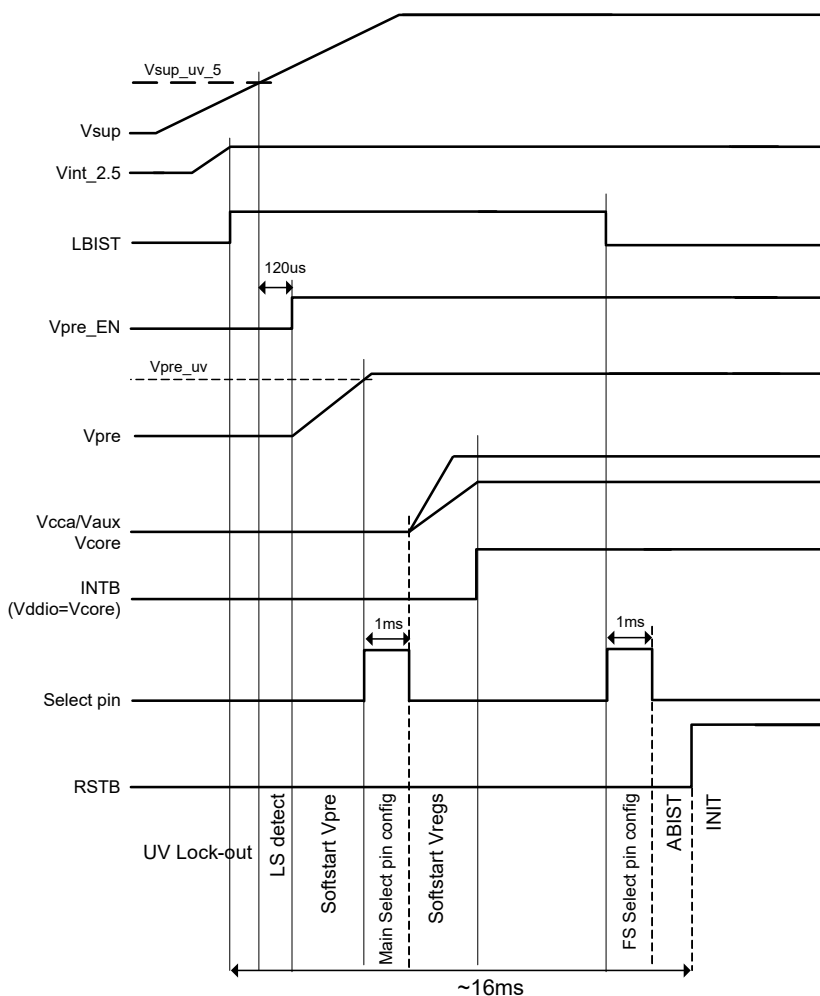 Vsup_uv_5
Vsup
Vint_2.5
LBIST
120us
Vpre_EN
Vpre_uv
Vpre
Vcca/Vaux
Vcore
INTB
(Vddio=Vcore)
1ms
1ms
Select pin
RSTB
UV Lock-out
LS detect
Softstart Vpre
Main Select pin config
Softstart Vregs
FS Select pin config
ABIST
INIT
~16ms